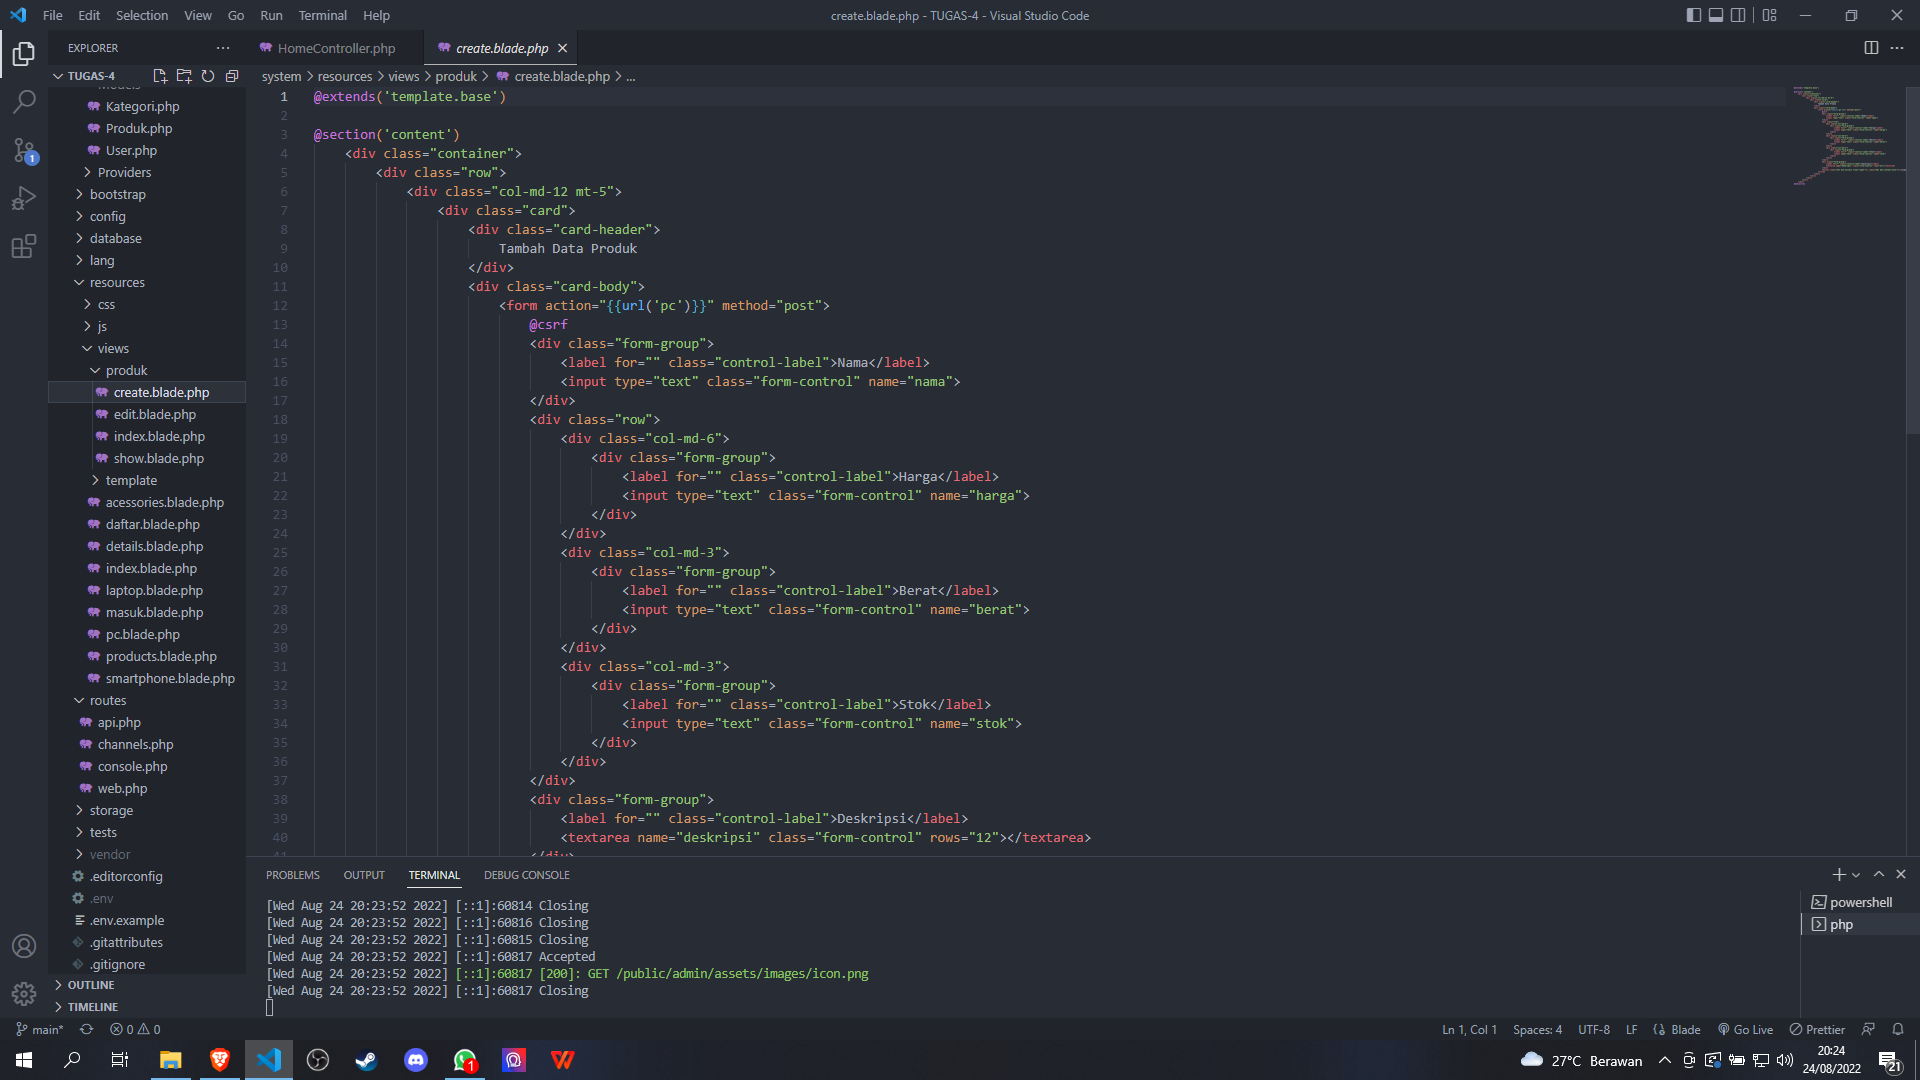 File Edit Selection View Go Run Terminal Help
create.blade.php - TUGAS-4 - Visual Studio Code
EXPLORER
HomeController.php
create.blade.php
TUGAS-4
system > resources > views > produk > create.blade.php > ...
Models
Kategori.php
Produk.php
User.php
Providers
bootstrap
config
database
lang
resources
css
js
views
produk
create.blade.php
edit.blade.php
index.blade.php
show.blade.php
template
acessories.blade.php
daftar.blade.php
details.blade.php
index.blade.php
laptop.blade.php
masuk.blade.php
pc.blade.php
products.blade.php
smartphone.blade.php
routes
api.php
channels.php
console.php
web.php
storage
tests
vendor
.editorconfig
.env
.env.example
.gitattributes
.gitignore
OUTLINE
TIMELINE
1 @extends('template.base')
2
3 @section('content')
4 <div class="container">
5 <div class="row">
6 <div class="col-md-12 mt-5">
7 <div class="card">
8 <div class="card-header">
9 Tambah Data Produk
10 </div>
11 <div class="card-body">
12 <form action="{{url('pc')}}" method="post">
13 @csrf
14 <div class="form-group">
15 <label for="" class="control-label">Nama</label>
16 <input type="text" class="form-control" name="nama">
17 </div>
18 <div class="row">
19 <div class="col-md-6">
20 <div class="form-group">
21 <label for="" class="control-label">Harga</label>
22 <input type="text" class="form-control" name="harga">
23 </div>
24 </div>
25 <div class="col-md-3">
26 <div class="form-group">
27 <label for="" class="control-label">Berat</label>
28 <input type="text" class="form-control" name="berat">
29 </div>
30 </div>
31 <div class="col-md-3">
32 <div class="form-group">
33 <label for="" class="control-label">Stok</label>
34 <input type="text" class="form-control" name="stok">
35 </div>
36 </div>
37 </div>
38 <div class="form-group">
39 <label for="" class="control-label">Deskripsi</label>
40 <textarea name="deskripsi" class="form-control" rows="12"></textarea>
41 </div>
PROBLEMS OUTPUT TERMINAL DEBUG CONSOLE
[Wed Aug 24 20:23:52 2022] [::1]:60814 Closing
[Wed Aug 24 20:23:52 2022] [::1]:60816 Closing
[Wed Aug 24 20:23:52 2022] [::1]:60815 Closing
[Wed Aug 24 20:23:52 2022] [::1]:60817 Accepted
[Wed Aug 24 20:23:52 2022] [::1]:60817 [200]: GET /public/admin/assets/images/icon.png
[Wed Aug 24 20:23:52 2022] [::1]:60817 Closing
powershell
php
1
main* 0 0
Ln 1, Col 1 Spaces: 4 UTF-8 LF Blade Go Live Prettier
1
27°C Berawan
20:24
24/08/2022
21